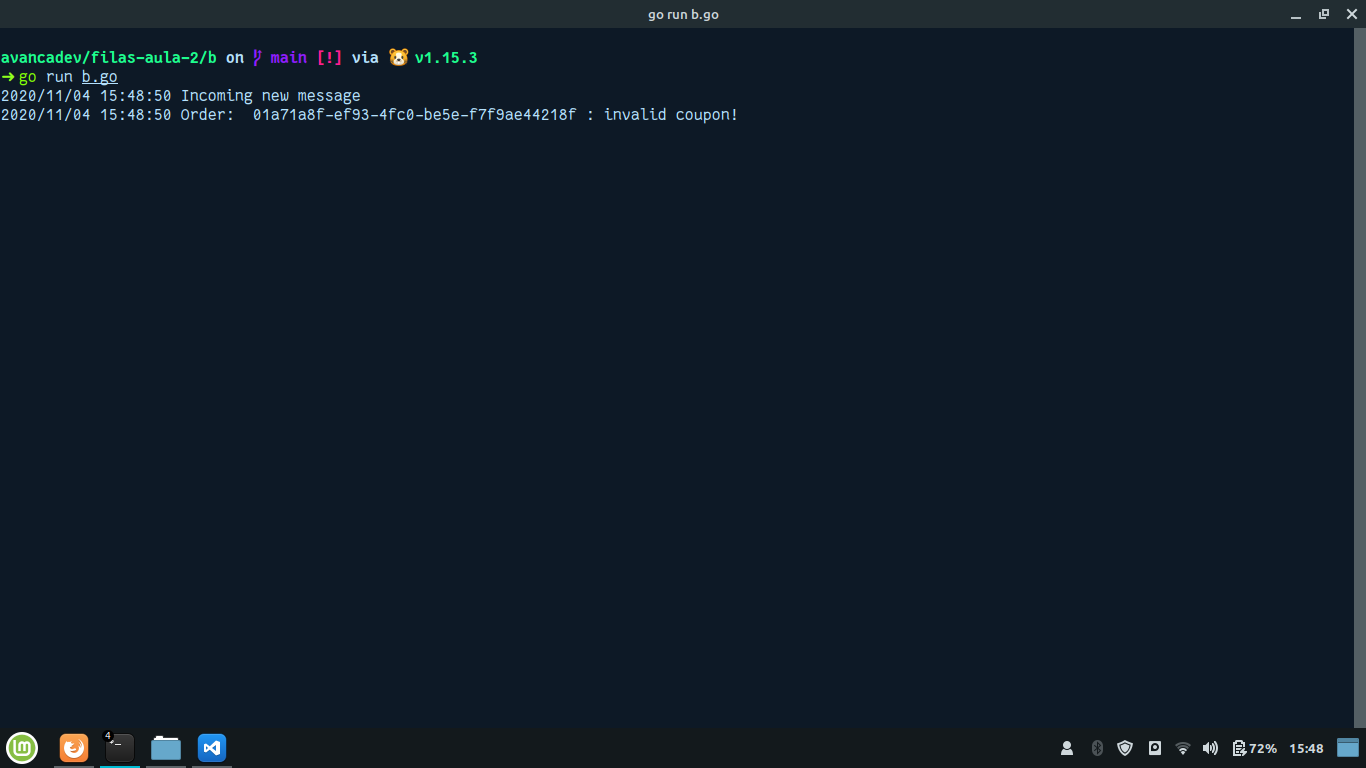 go run b.go
avancadev/filas-aula-2/b on main [!] via 🐹 v1.15.3
➜ go run b.go
2020/11/04 15:48:50 Incoming new message
2020/11/04 15:48:50 Order:  01a71a8f-ef93-4fc0-be5e-f7f9ae44218f : invalid coupon!
4
72% 15:48